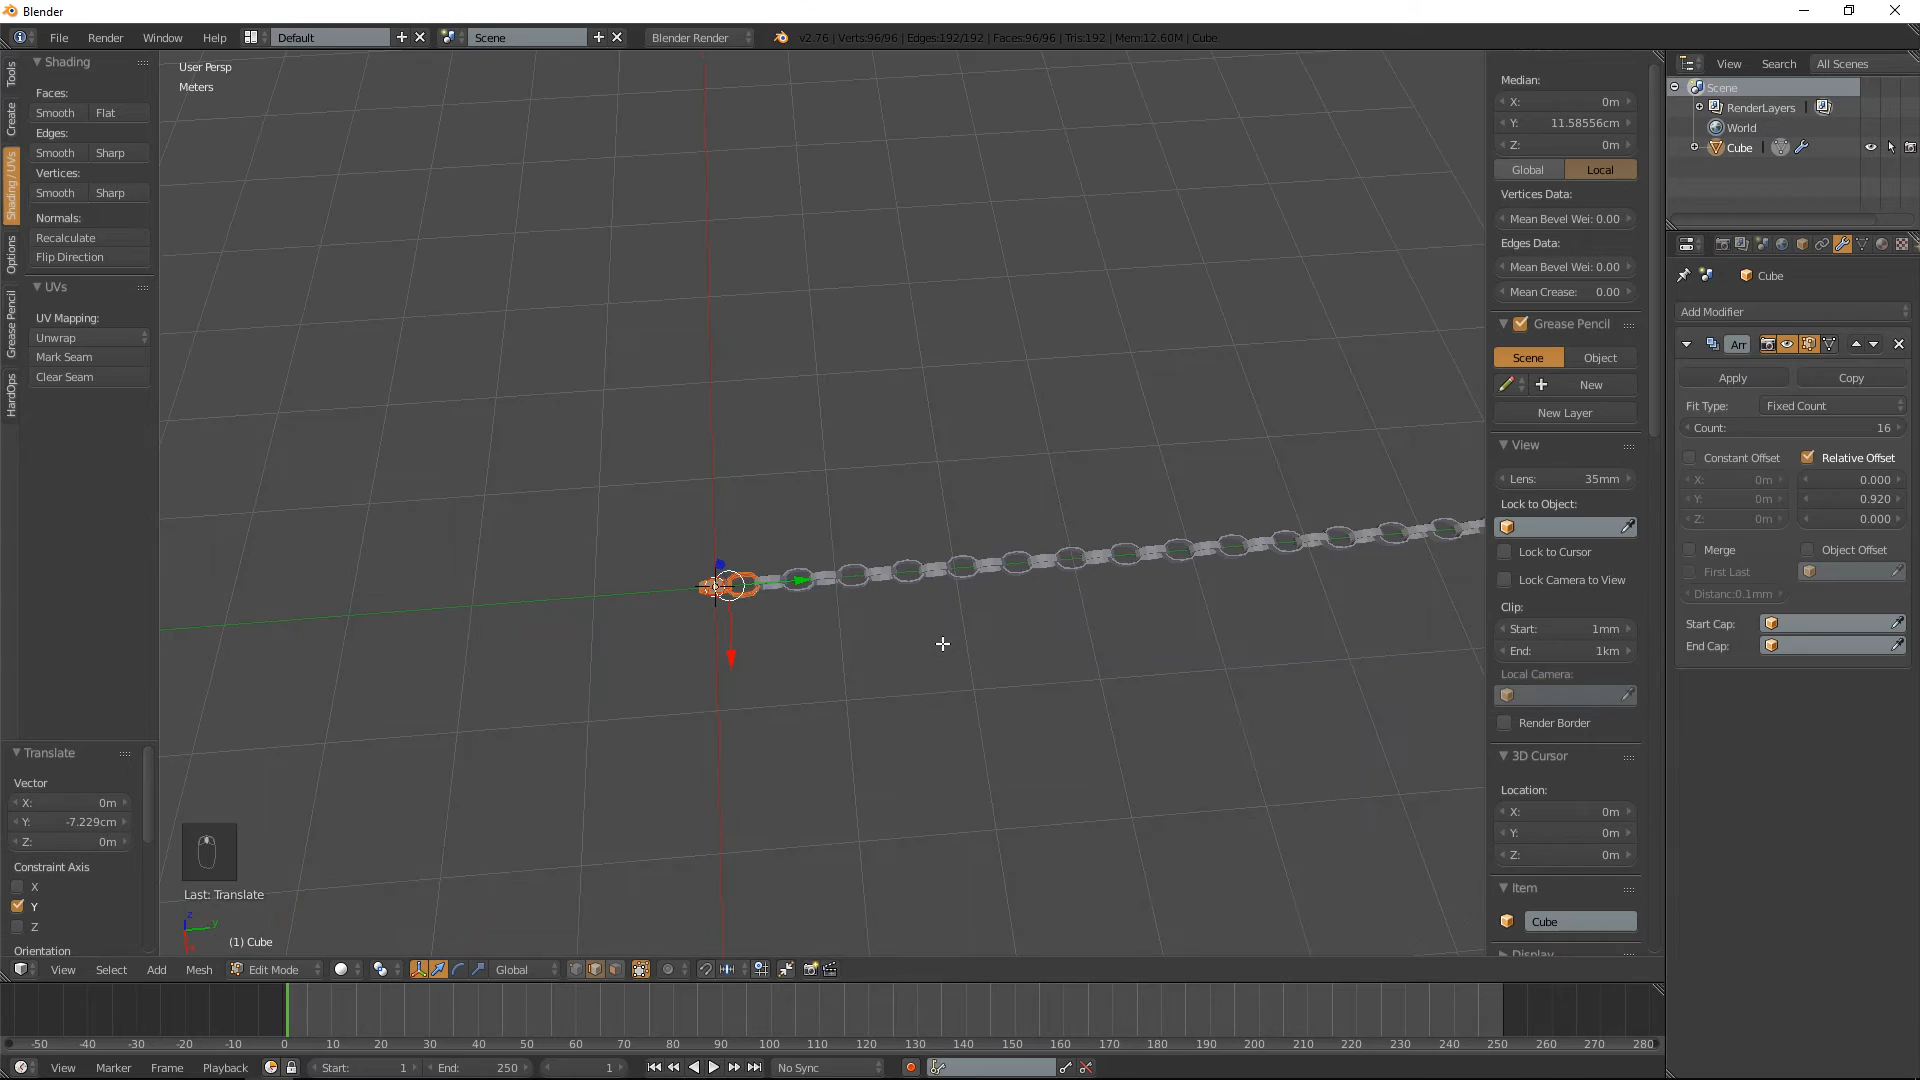 Blender
File Render Window Help Default Scene Blender Render v2.76 | Verts:96/96 | Edges:192/192 | Faces:96/96 | Tris:192 | Mem:12.60M | Cube
Tools
Create
Shading / UVs
Options
Grease Pencil
HardOps
Shading
Faces:
Smooth Flat
Edges:
Smooth Sharp
Vertices:
Smooth Sharp
Normals:
Recalculate
Flip Direction
UVs
UV Mapping:
Unwrap
Mark Seam
Clear Seam
Translate
Vector
X: 0m
Y: -7.229cm
Z: 0m
Constraint Axis
X
Y
Z
Orientation
User Persp
Meters
Last: Translate
z
y
(1) Cube
Median:
X: 0m
Y: 11.58556cm
Z: 0m
Global Local
Vertices Data:
Mean Bevel Wei: 0.00
Edges Data:
Mean Bevel Wei: 0.00
Mean Crease: 0.00
Grease Pencil
Scene Object
New
New Layer
View
Lens: 35mm
Lock to Object:
Lock to Cursor
Lock Camera to View
Clip:
Start: 1mm
End: 1km
Local Camera:
Render Border
3D Cursor
Location:
X: 0m
Y: 0m
Z: 0m
Item
Cube
Display
View Search All Scenes
Scene
RenderLayers |
World
Cube |
Cube
Add Modifier
Arr
Apply Copy
Fit Type: Fixed Count
Count: 16
Constant Offset Relative Offset
X: 0m 0.000
Y: 0m 0.920
Z: 0m 0.000
Merge Object Offset
First Last
Distanc:0.1mm
Start Cap:
End Cap:
View Select Add Mesh Edit Mode Global
-50 -40 -30 -20 -10 0 10 20 30 40 50 60 70 80 90 100 110 120 130 140 150 160 170 180 190 200 210 220 230 240 250 260 270 280
View Marker Frame Playback Start: 1 End: 250 1 No Sync